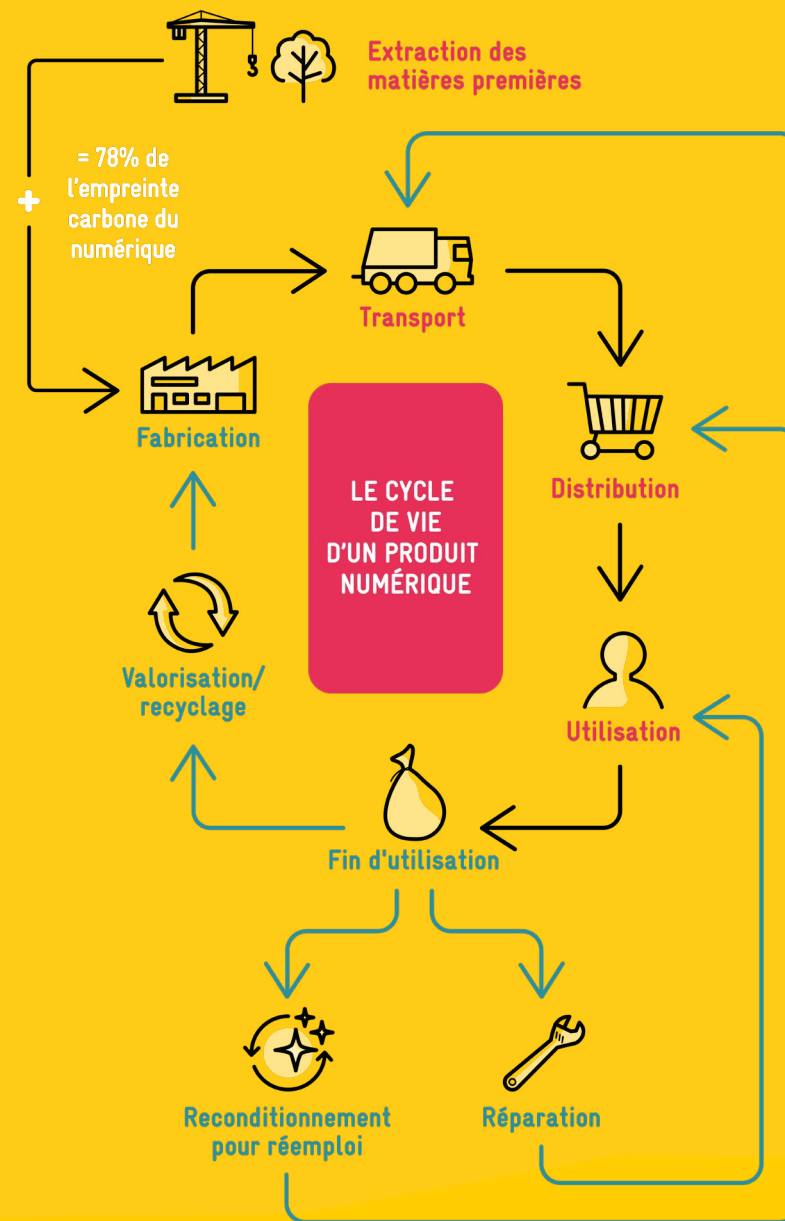 Extraction des
matières premières
= 78% de
l'empreinte
carbone du
numérique
+
Transport
Fabrication
Distribution
LE CYCLE
DE VIE
D'UN PRODUIT
NUMÉRIQUE
Valorisation/
recyclage
Utilisation
Fin d'utilisation
Reconditionnement
pour réemploi
Réparation